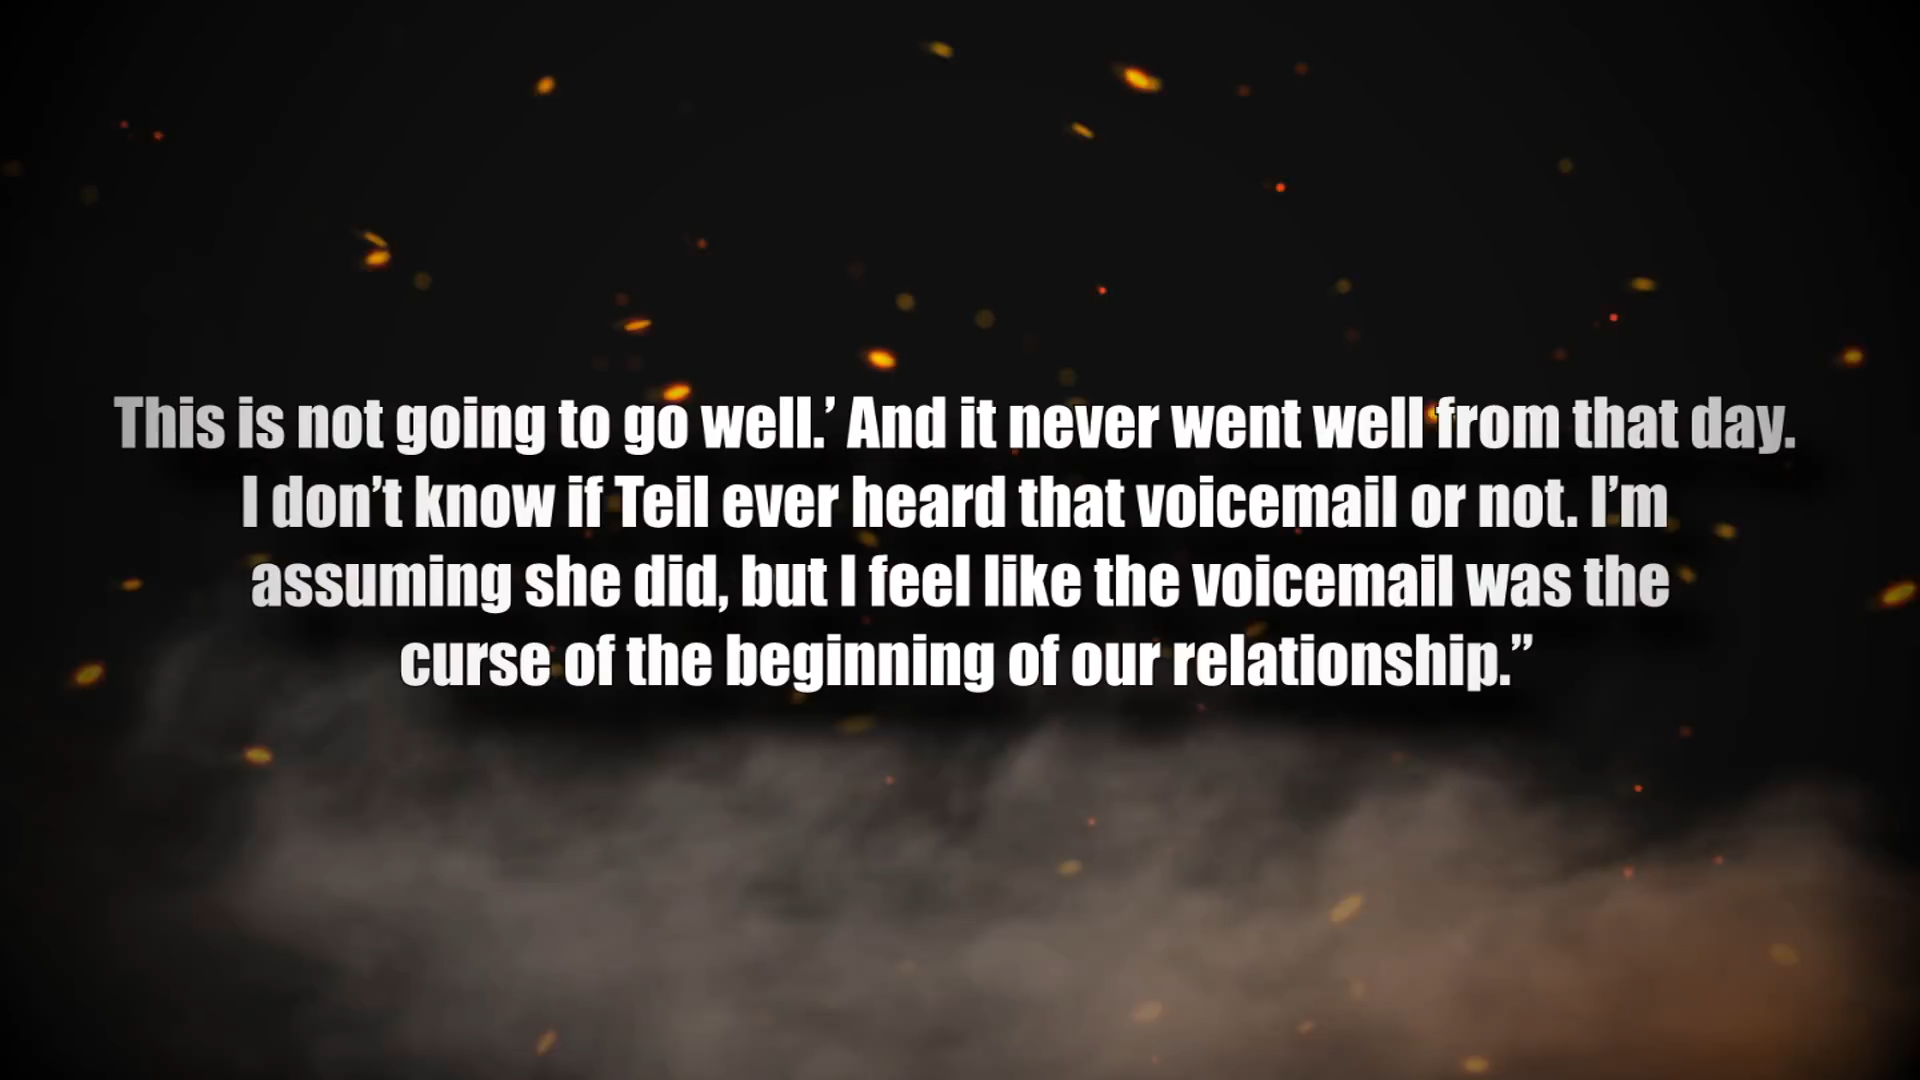 This is not going to go well.’ And it never went well from that day.
I don’t know if Teil ever heard that voicemail or not. I’m
assuming she did, but I feel like the voicemail was the
curse of the beginning of our relationship.”